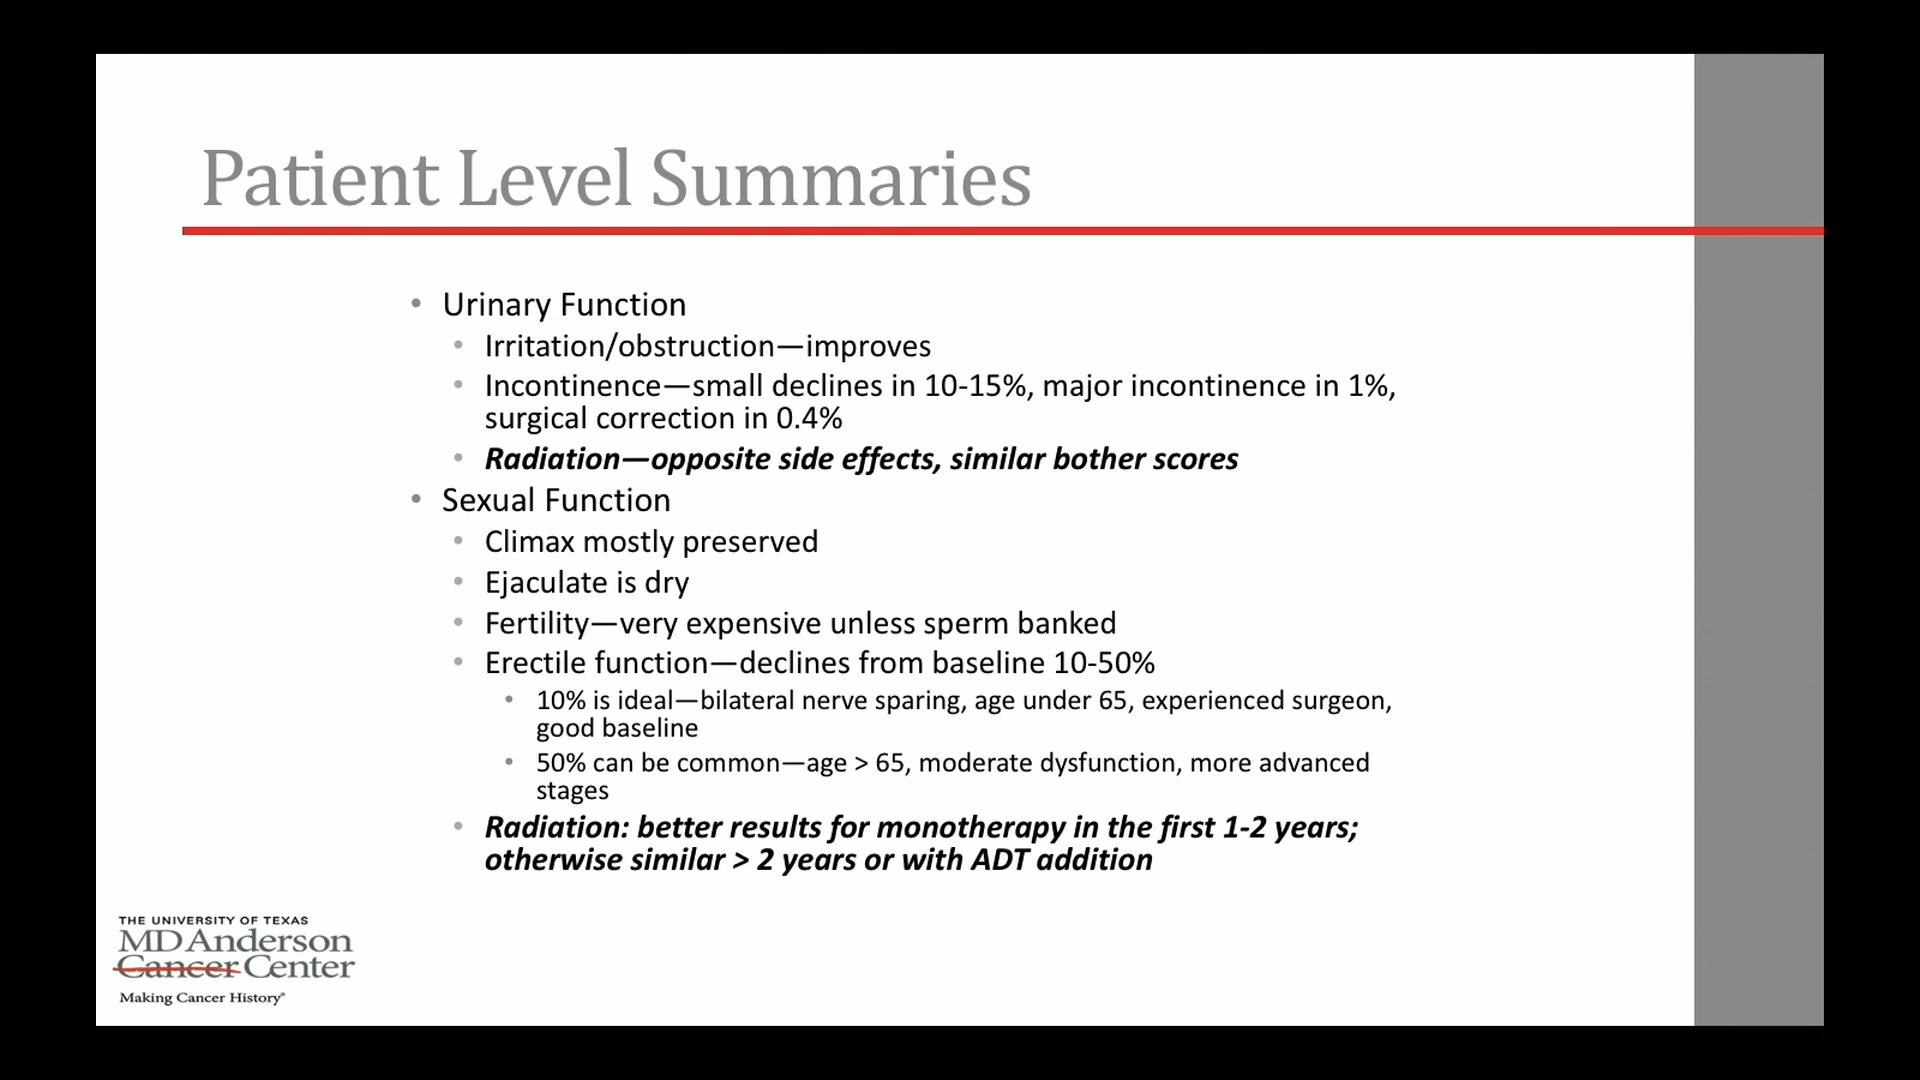 Patient Level Summaries
• Urinary Function
• Irritation/obstruction—improves
• Incontinence—small declines in 10-15%, major incontinence in 1%,
surgical correction in 0.4%
• Radiation—opposite side effects, similar bother scores
• Sexual Function
• Climax mostly preserved
• Ejaculate is dry
• Fertility—very expensive unless sperm banked
• Erectile function—declines from baseline 10-50%
• 10% is ideal—bilateral nerve sparing, age under 65, experienced surgeon,
good baseline
• 50% can be common—age > 65, moderate dysfunction, more advanced
stages
• Radiation: better results for monotherapy in the first 1-2 years;
otherwise similar > 2 years or with ADT addition
THE UNIVERSITY OF TEXAS
MD Anderson
Cancer Center
Making Cancer History®